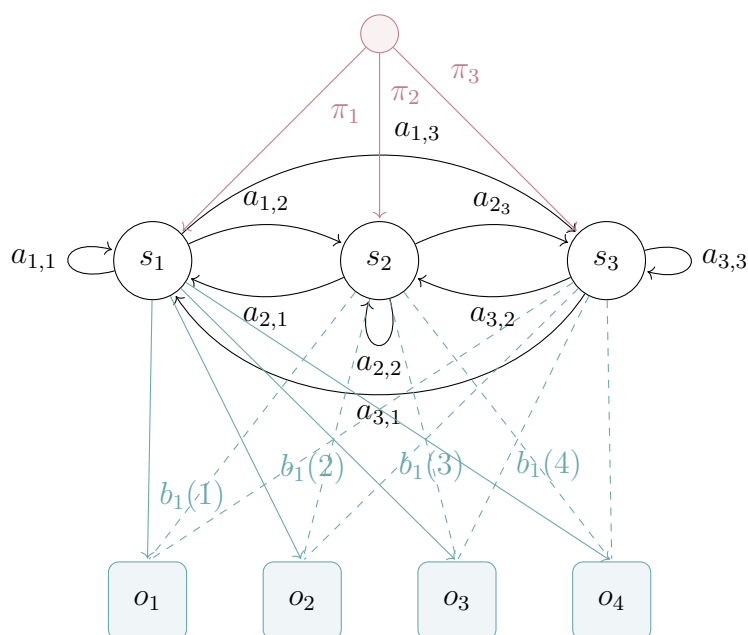 π₃
π₂
π₁
a₁,₃
a₁,₂
a₂₃
a₁,₁
s₁
s₂
s₃
a₃,₃
a₂,₁
a₃,₂
a₂,₂
a₃,₁
b₁(1)
b₁(2)
b₁(3)
b₁(4)
o₁
o₂
o₃
o₄